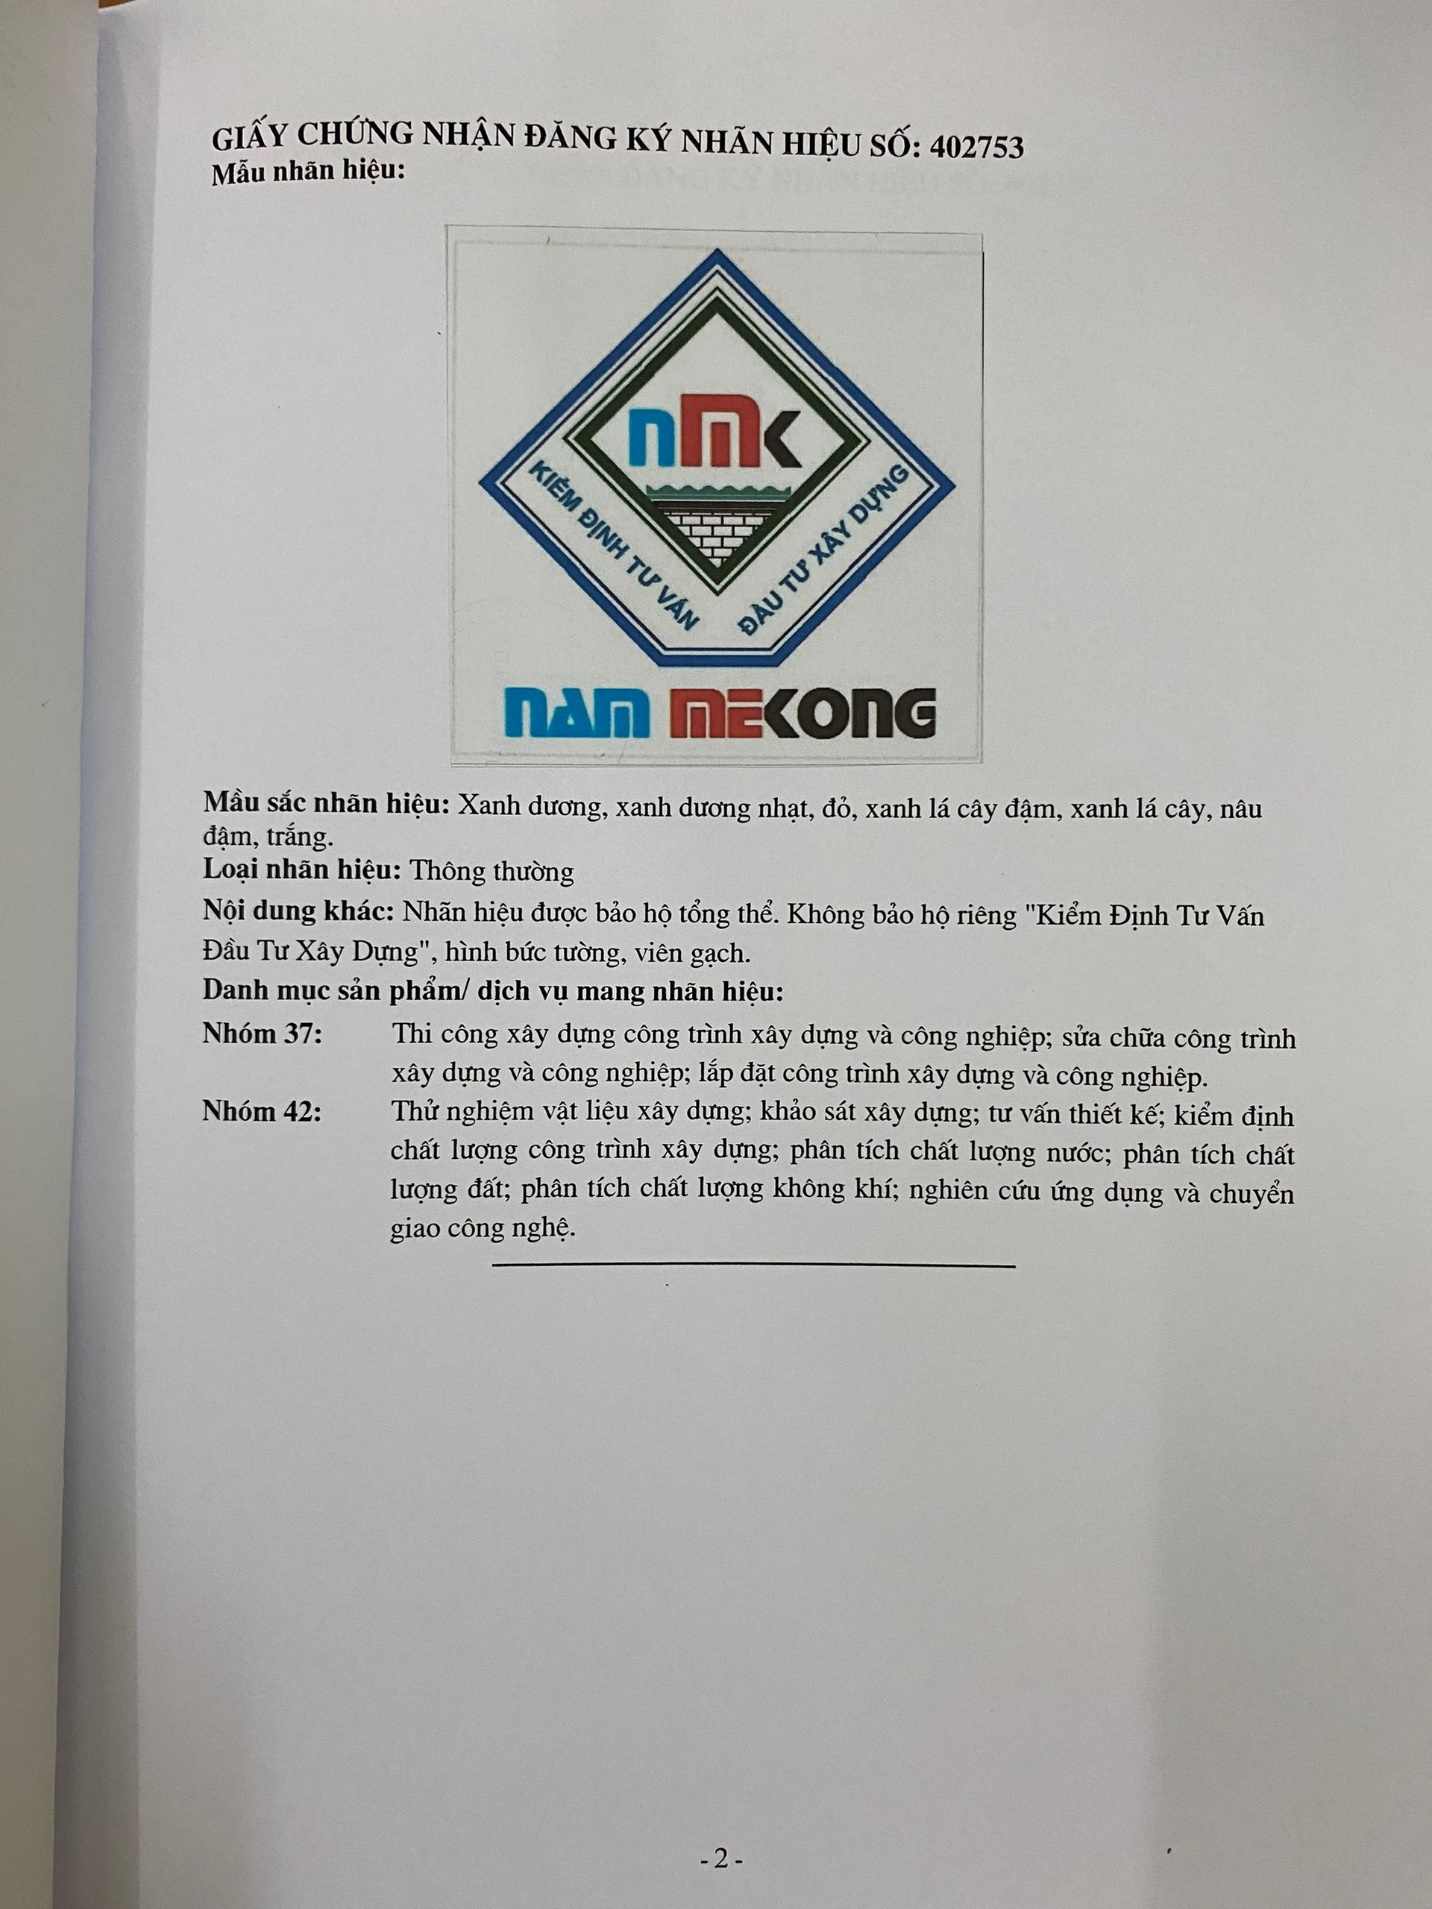 GIẤY CHỨNG NHẬN ĐĂNG KÝ NHÃN HIỆU SỐ: 402753
Mẫu nhãn hiệu:
nMK
KIỂM ĐỊNH TƯ VẤN
ĐẦU TƯ XÂY DỰNG
NAM MEKONG
Mầu sắc nhãn hiệu: Xanh dương, xanh dương nhạt, đỏ, xanh lá cây đậm, xanh lá cây, nâu
đậm, trắng.
Loại nhãn hiệu: Thông thường
Nội dung khác: Nhãn hiệu được bảo hộ tổng thể. Không bảo hộ riêng "Kiểm Định Tư Vấn
Đầu Tư Xây Dựng", hình bức tường, viên gạch.
Danh mục sản phẩm/ dịch vụ mang nhãn hiệu:
Nhóm 37: Thi công xây dựng công trình xây dựng và công nghiệp; sửa chữa công trình
xây dựng và công nghiệp; lắp đặt công trình xây dựng và công nghiệp.
Nhóm 42: Thử nghiệm vật liệu xây dựng; khảo sát xây dựng; tư vấn thiết kế; kiểm định
chất lượng công trình xây dựng; phân tích chất lượng nước; phân tích chất
lượng đất; phân tích chất lượng không khí; nghiên cứu ứng dụng và chuyển
giao công nghệ.
- 2 -